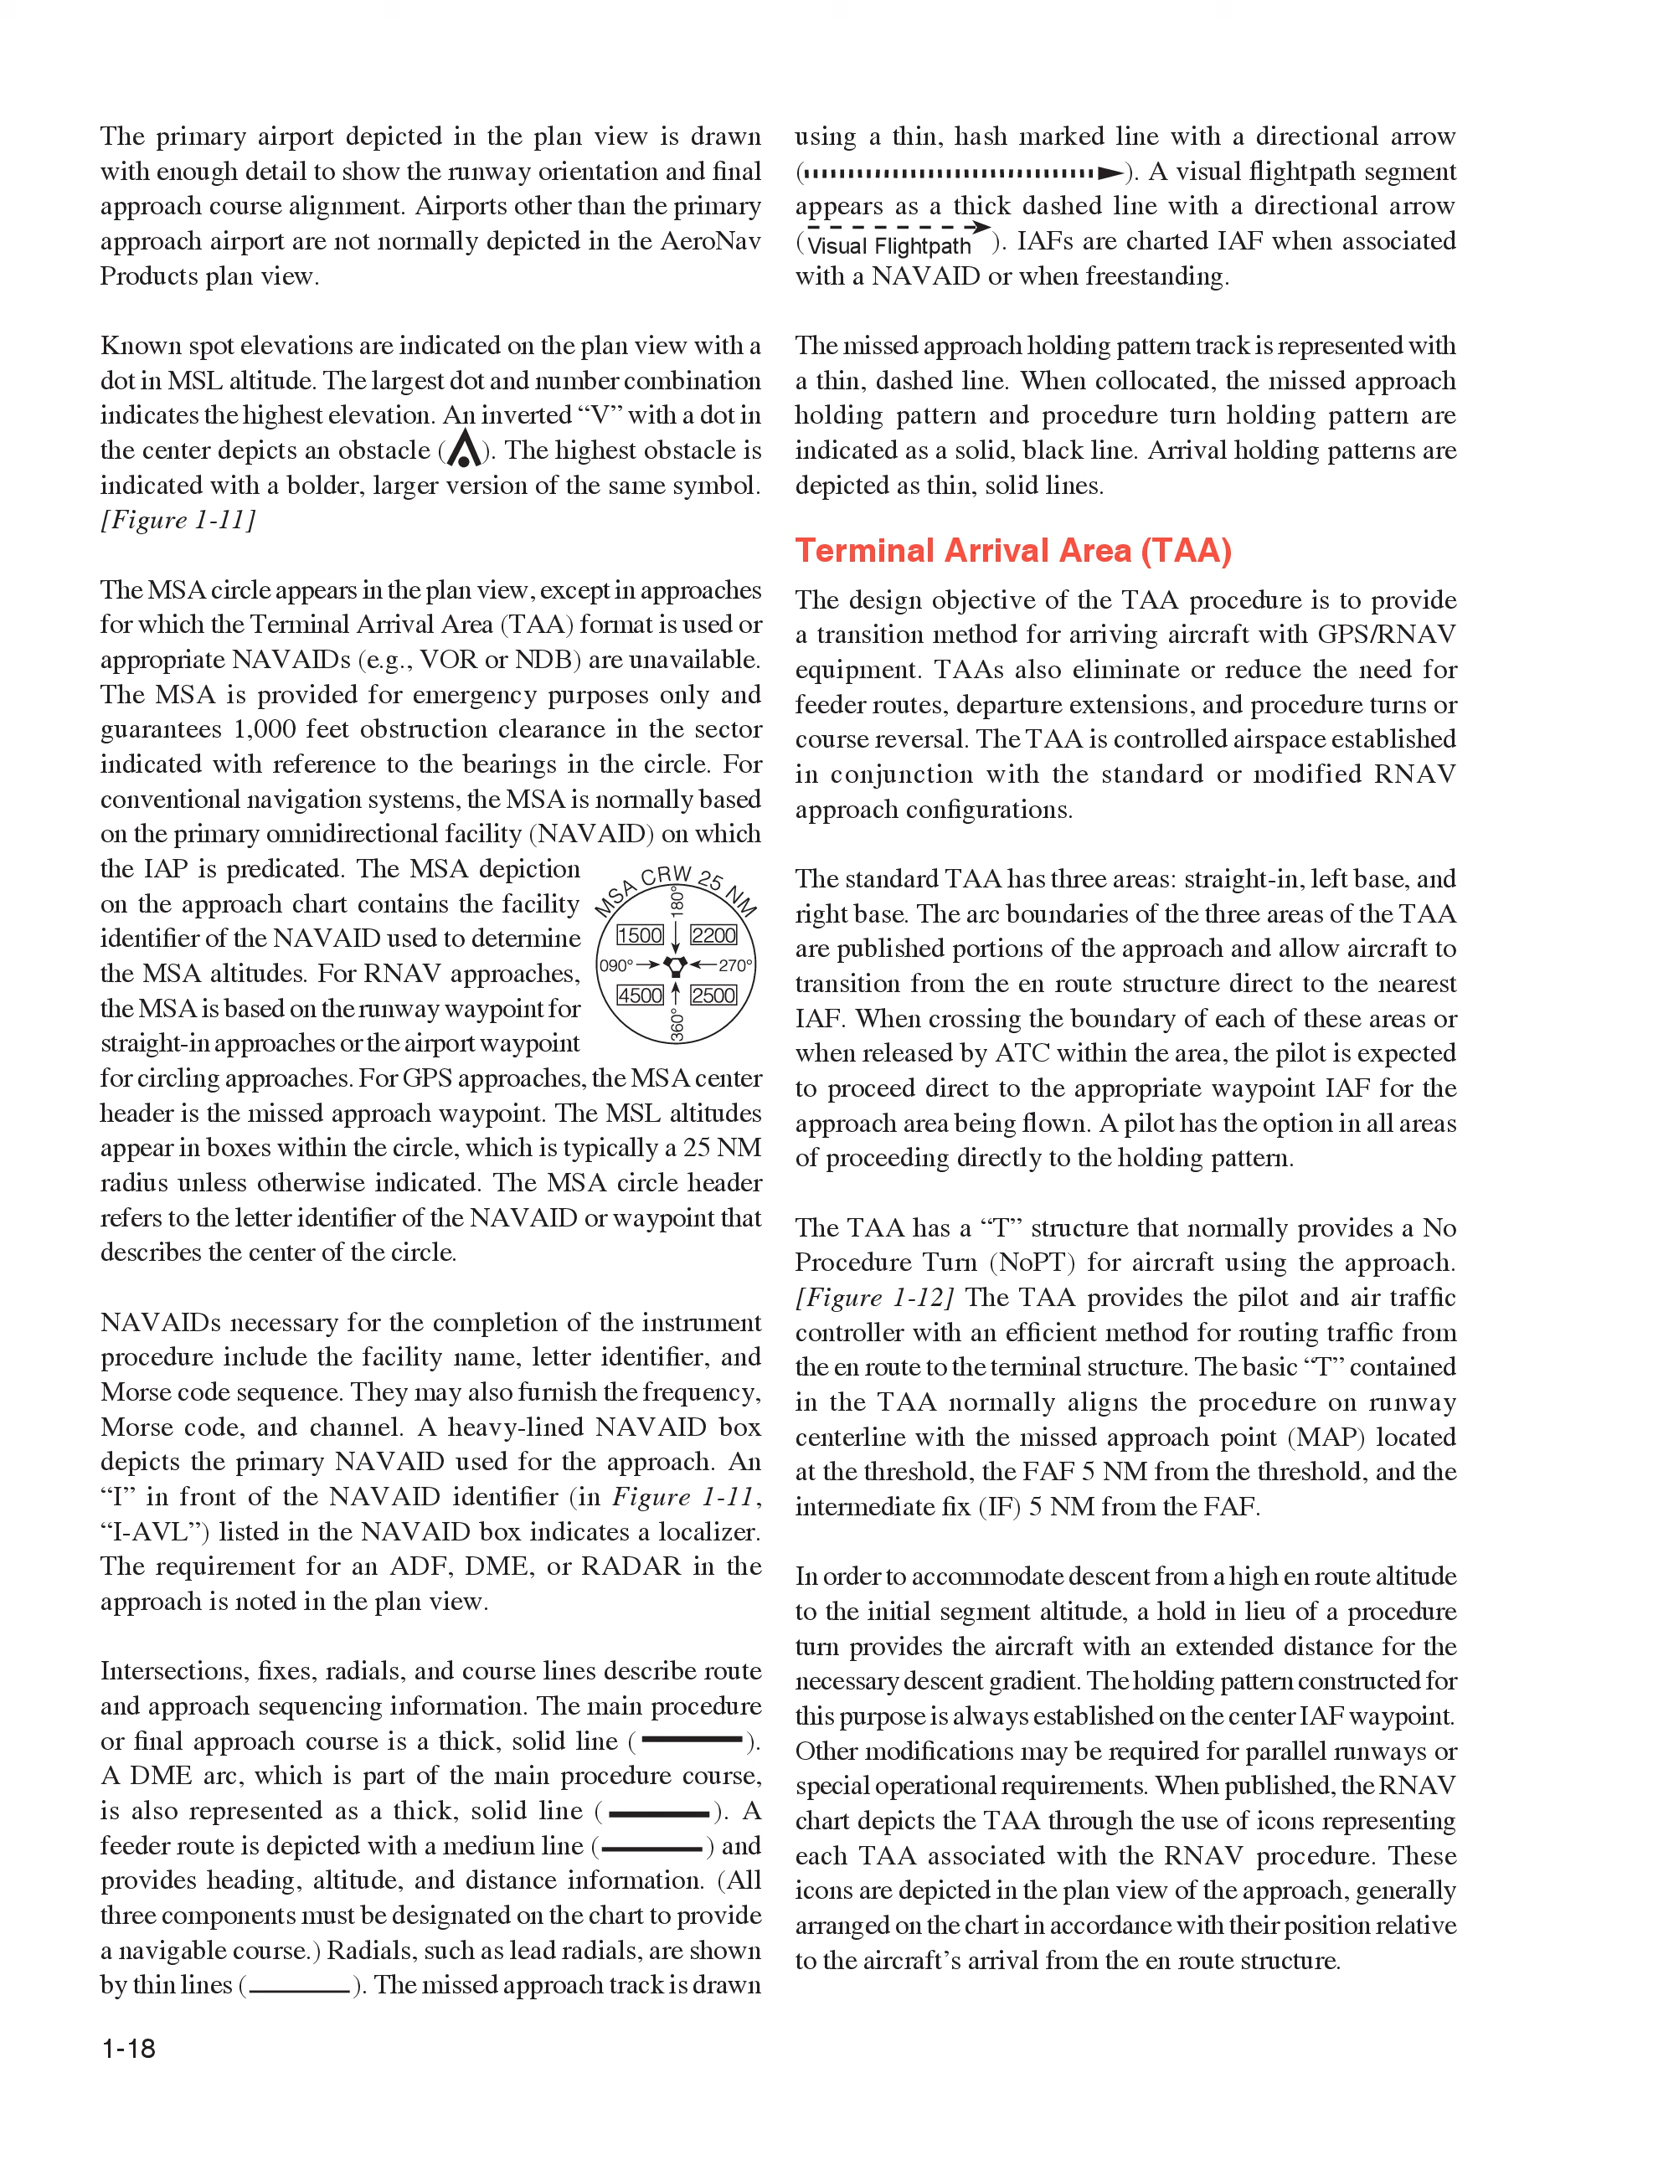 The primary airport depicted in the plan view is drawn
with enough detail to show the runway orientation and final
approach course alignment. Airports other than the primary
approach airport are not normally depicted in the AeroNav
Products plan view.
Known spot elevations are indicated on the plan view with a
dot in MSL altitude. The largest dot and number combination
indicates the highest elevation. An inverted “V” with a dot in
the center depicts an obstacle ( ). The highest obstacle is
indicated with a bolder, larger version of the same symbol.
[Figure 1-11]
The MSA circle appears in the plan view, except in approaches
for which the Terminal Arrival Area (TAA) format is used or
appropriate NAVAIDs (e.g., VOR or NDB) are unavailable.
The MSA is provided for emergency purposes only and
guarantees 1,000 feet obstruction clearance in the sector
indicated with reference to the bearings in the circle. For
conventional navigation systems, the MSA is normally based
on the primary omnidirectional facility (NAVAID) on which
the IAP is predicated. The MSA depiction
on the approach chart contains the facility
identifier of the NAVAID used to determine
the MSA altitudes. For RNAV approaches,
the MSA is based on the runway waypoint for
straight-in approaches or the airport waypoint
MSA CRW 25 NM
180°
1500 2200
090° 270°
4500 2500
360°
for circling approaches. For GPS approaches, the MSA center
header is the missed approach waypoint. The MSL altitudes
appear in boxes within the circle, which is typically a 25 NM
radius unless otherwise indicated. The MSA circle header
refers to the letter identifier of the NAVAID or waypoint that
describes the center of the circle.
NAVAIDs necessary for the completion of the instrument
procedure include the facility name, letter identifier, and
Morse code sequence. They may also furnish the frequency,
Morse code, and channel. A heavy-lined NAVAID box
depicts the primary NAVAID used for the approach. An
“I” in front of the NAVAID identifier (in Figure 1-11,
“I-AVL”) listed in the NAVAID box indicates a localizer.
The requirement for an ADF, DME, or RADAR in the
approach is noted in the plan view.
Intersections, fixes, radials, and course lines describe route
and approach sequencing information. The main procedure
or final approach course is a thick, solid line ( ).
A DME arc, which is part of the main procedure course,
is also represented as a thick, solid line ( ). A
feeder route is depicted with a medium line ( ) and
provides heading, altitude, and distance information. (All
three components must be designated on the chart to provide
a navigable course.) Radials, such as lead radials, are shown
by thin lines ( ). The missed approach track is drawn
using a thin, hash marked line with a directional arrow
( ). A visual flightpath segment
appears as a thick dashed line with a directional arrow
( Visual Flightpath ). IAFs are charted IAF when associated
with a NAVAID or when freestanding.
The missed approach holding pattern track is represented with
a thin, dashed line. When collocated, the missed approach
holding pattern and procedure turn holding pattern are
indicated as a solid, black line. Arrival holding patterns are
depicted as thin, solid lines.
Terminal Arrival Area (TAA)
The design objective of the TAA procedure is to provide
a transition method for arriving aircraft with GPS/RNAV
equipment. TAAs also eliminate or reduce the need for
feeder routes, departure extensions, and procedure turns or
course reversal. The TAA is controlled airspace established
in conjunction with the standard or modified RNAV
approach configurations.
The standard TAA has three areas: straight-in, left base, and
right base. The arc boundaries of the three areas of the TAA
are published portions of the approach and allow aircraft to
transition from the en route structure direct to the nearest
IAF. When crossing the boundary of each of these areas or
when released by ATC within the area, the pilot is expected
to proceed direct to the appropriate waypoint IAF for the
approach area being flown. A pilot has the option in all areas
of proceeding directly to the holding pattern.
The TAA has a “T” structure that normally provides a No
Procedure Turn (NoPT) for aircraft using the approach.
[Figure 1-12] The TAA provides the pilot and air traffic
controller with an efficient method for routing traffic from
the en route to the terminal structure. The basic “T” contained
in the TAA normally aligns the procedure on runway
centerline with the missed approach point (MAP) located
at the threshold, the FAF 5 NM from the threshold, and the
intermediate fix (IF) 5 NM from the FAF.
In order to accommodate descent from a high en route altitude
to the initial segment altitude, a hold in lieu of a procedure
turn provides the aircraft with an extended distance for the
necessary descent gradient. The holding pattern constructed for
this purpose is always established on the center IAF waypoint.
Other modifications may be required for parallel runways or
special operational requirements. When published, the RNAV
chart depicts the TAA through the use of icons representing
each TAA associated with the RNAV procedure. These
icons are depicted in the plan view of the approach, generally
arranged on the chart in accordance with their position relative
to the aircraft’s arrival from the en route structure.
1-18